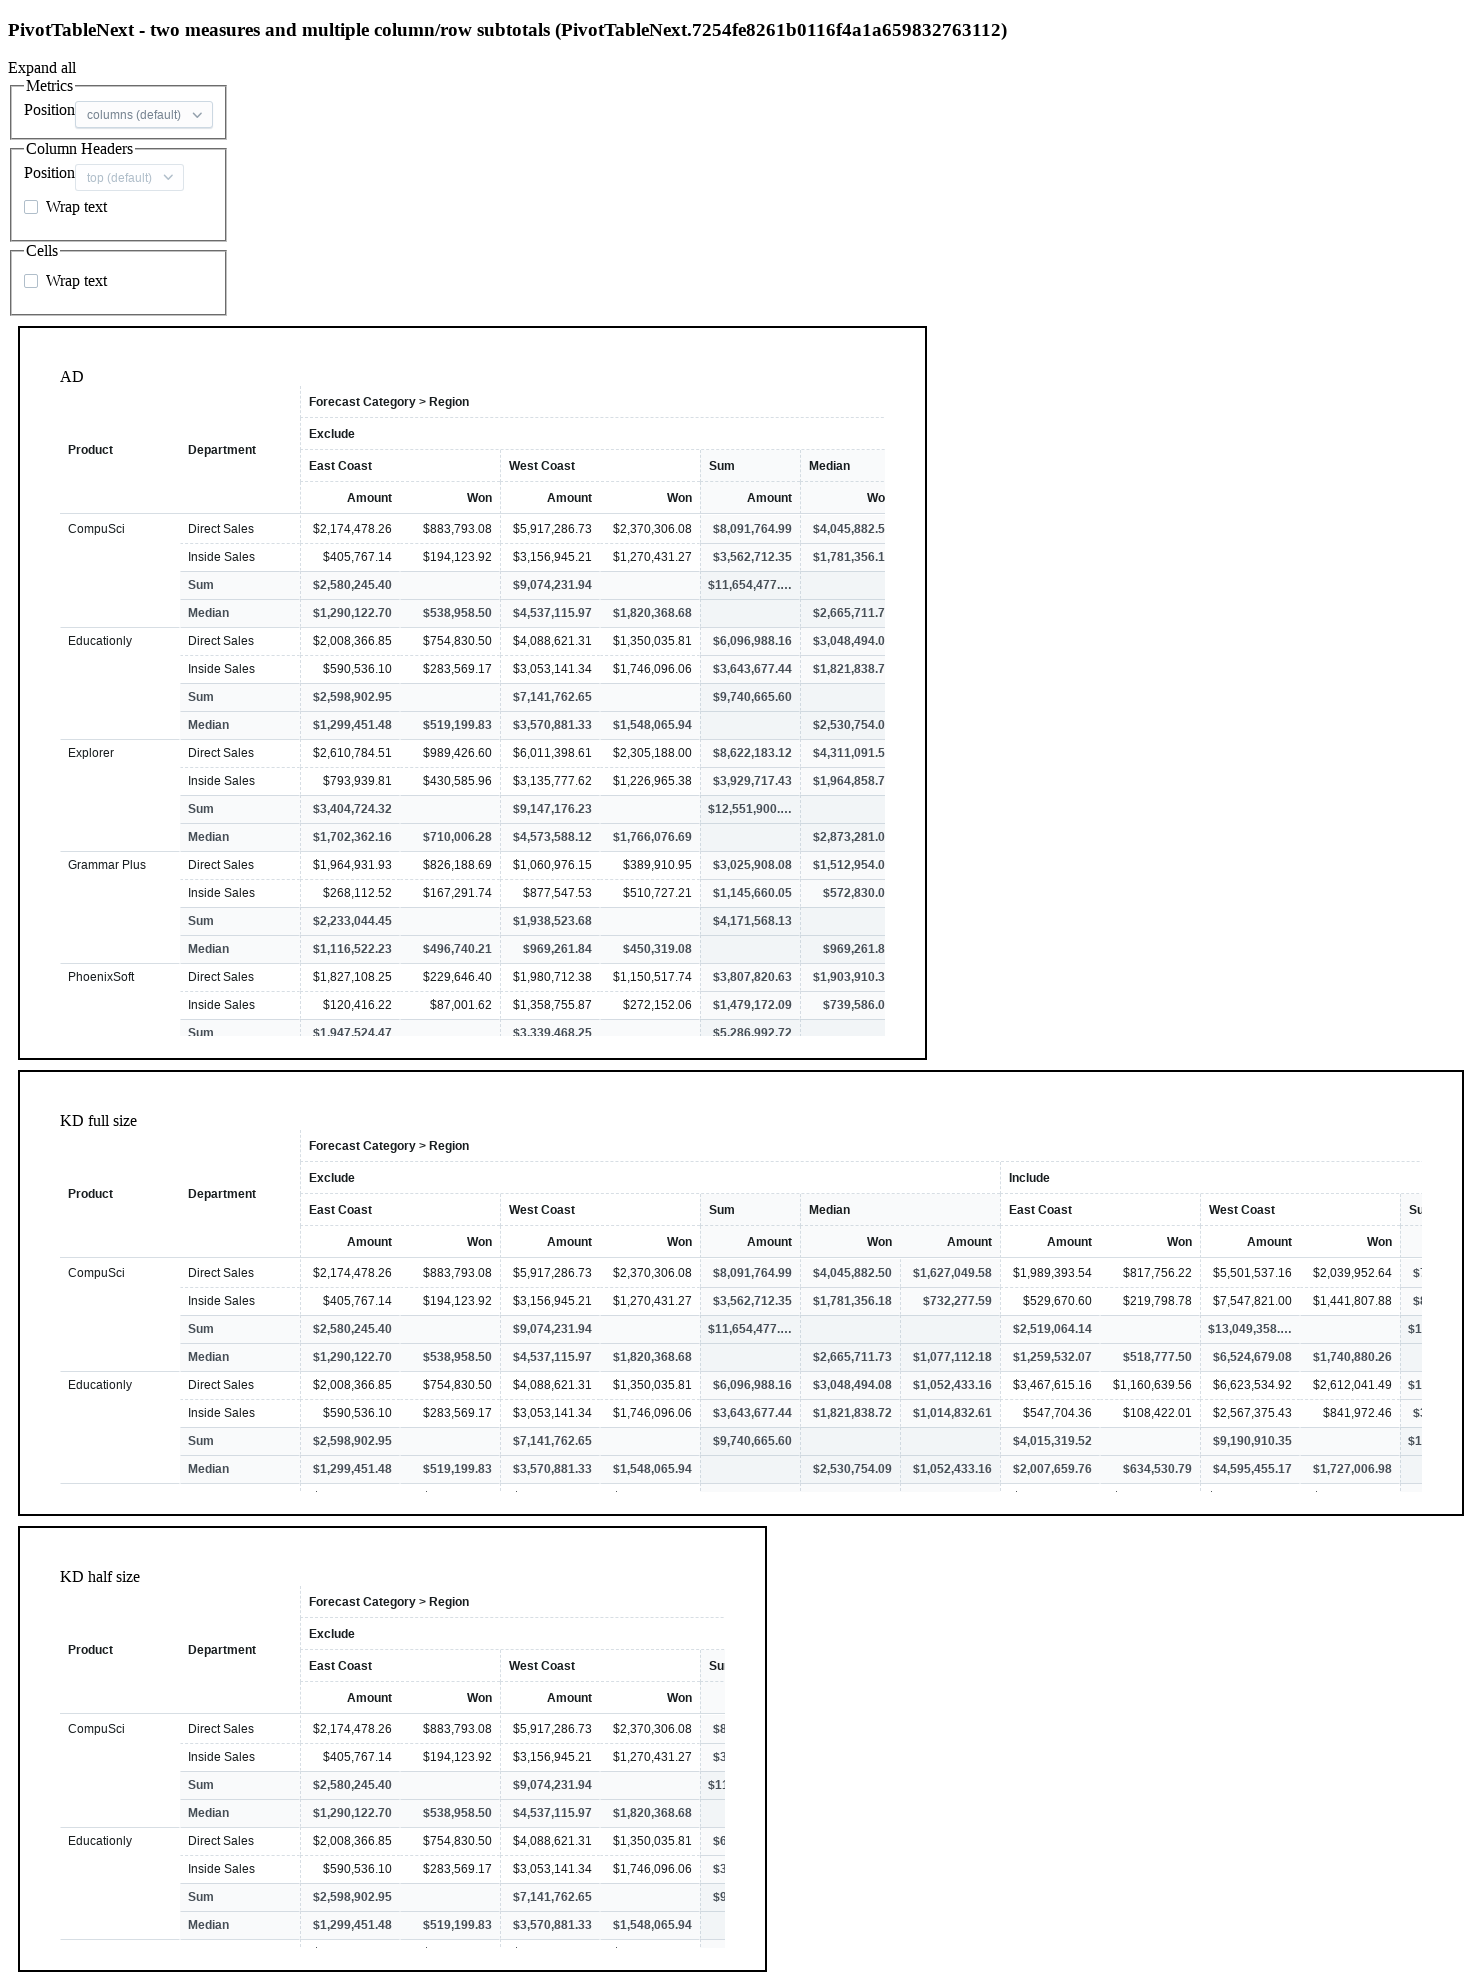 PivotTableNext - two measures and multiple column/row subtotals (PivotTableNext.7254fe8261b0116f4a1a659832763112)
Expand all
Metrics
Position columns (default)
Column Headers
Position top (default)
Wrap text
Cells
Wrap text
AD
Forecast Category > Region
Exclude
Product Department
East Coast West Coast Sum Median
Amount Won Amount Won Amount Wo
CompuSci Direct Sales $2,174,478.26 $883,793.08 $5,917,286.73 $2,370,306.08 $8,091,764.99 $4,045,882.5
Inside Sales $405,767.14 $194,123.92 $3,156,945.21 $1,270,431.27 $3,562,712.35 $1,781,356.1
Sum $2,580,245.40 $9,074,231.94 $11,654,477.…
Median $1,290,122.70 $538,958.50 $4,537,115.97 $1,820,368.68 $2,665,711.7
Educationly Direct Sales $2,008,366.85 $754,830.50 $4,088,621.31 $1,350,035.81 $6,096,988.16 $3,048,494.0
Inside Sales $590,536.10 $283,569.17 $3,053,141.34 $1,746,096.06 $3,643,677.44 $1,821,838.7
Sum $2,598,902.95 $7,141,762.65 $9,740,665.60
Median $1,299,451.48 $519,199.83 $3,570,881.33 $1,548,065.94 $2,530,754.0
Explorer Direct Sales $2,610,784.51 $989,426.60 $6,011,398.61 $2,305,188.00 $8,622,183.12 $4,311,091.5
Inside Sales $793,939.81 $430,585.96 $3,135,777.62 $1,226,965.38 $3,929,717.43 $1,964,858.7
Sum $3,404,724.32 $9,147,176.23 $12,551,900.…
Median $1,702,362.16 $710,006.28 $4,573,588.12 $1,766,076.69 $2,873,281.0
Grammar Plus Direct Sales $1,964,931.93 $826,188.69 $1,060,976.15 $389,910.95 $3,025,908.08 $1,512,954.0
Inside Sales $268,112.52 $167,291.74 $877,547.53 $510,727.21 $1,145,660.05 $572,830.0
Sum $2,233,044.45 $1,938,523.68 $4,171,568.13
Median $1,116,522.23 $496,740.21 $969,261.84 $450,319.08 $969,261.8
PhoenixSoft Direct Sales $1,827,108.25 $229,646.40 $1,980,712.38 $1,150,517.74 $3,807,820.63 $1,903,910.3
Inside Sales $120,416.22 $87,001.62 $1,358,755.87 $272,152.06 $1,479,172.09 $739,586.0
Sum $1,947,524.47 $3,339,468.25 $5,286,992.72
KD full size
Forecast Category > Region
Exclude Include
Product Department
East Coast West Coast Sum Median East Coast West Coast Su
Amount Won Amount Won Amount Won Amount Amount Won Amount Won
CompuSci Direct Sales $2,174,478.26 $883,793.08 $5,917,286.73 $2,370,306.08 $8,091,764.99 $4,045,882.50 $1,627,049.58 $1,989,393.54 $817,756.22 $5,501,537.16 $2,039,952.64 $7
Inside Sales $405,767.14 $194,123.92 $3,156,945.21 $1,270,431.27 $3,562,712.35 $1,781,356.18 $732,277.59 $529,670.60 $219,798.78 $7,547,821.00 $1,441,807.88 $8
Sum $2,580,245.40 $9,074,231.94 $11,654,477.… $2,519,064.14 $13,049,358.… $1
Median $1,290,122.70 $538,958.50 $4,537,115.97 $1,820,368.68 $2,665,711.73 $1,077,112.18 $1,259,532.07 $518,777.50 $6,524,679.08 $1,740,880.26
Educationly Direct Sales $2,008,366.85 $754,830.50 $4,088,621.31 $1,350,035.81 $6,096,988.16 $3,048,494.08 $1,052,433.16 $3,467,615.16 $1,160,639.56 $6,623,534.92 $2,612,041.49 $1
Inside Sales $590,536.10 $283,569.17 $3,053,141.34 $1,746,096.06 $3,643,677.44 $1,821,838.72 $1,014,832.61 $547,704.36 $108,422.01 $2,567,375.43 $841,972.46 $3
Sum $2,598,902.95 $7,141,762.65 $9,740,665.60 $4,015,319.52 $9,190,910.35 $1
Median $1,299,451.48 $519,199.83 $3,570,881.33 $1,548,065.94 $2,530,754.09 $1,052,433.16 $2,007,659.76 $634,530.79 $4,595,455.17 $1,727,006.98
KD half size
Forecast Category > Region
Exclude
Product Department
East Coast West Coast Su
Amount Won Amount Won
CompuSci Direct Sales $2,174,478.26 $883,793.08 $5,917,286.73 $2,370,306.08 $8
Inside Sales $405,767.14 $194,123.92 $3,156,945.21 $1,270,431.27 $3
Sum $2,580,245.40 $9,074,231.94 $11
Median $1,290,122.70 $538,958.50 $4,537,115.97 $1,820,368.68
Educationly Direct Sales $2,008,366.85 $754,830.50 $4,088,621.31 $1,350,035.81 $6
Inside Sales $590,536.10 $283,569.17 $3,053,141.34 $1,746,096.06 $3
Sum $2,598,902.95 $7,141,762.65 $9
Median $1,299,451.48 $519,199.83 $3,570,881.33 $1,548,065.94